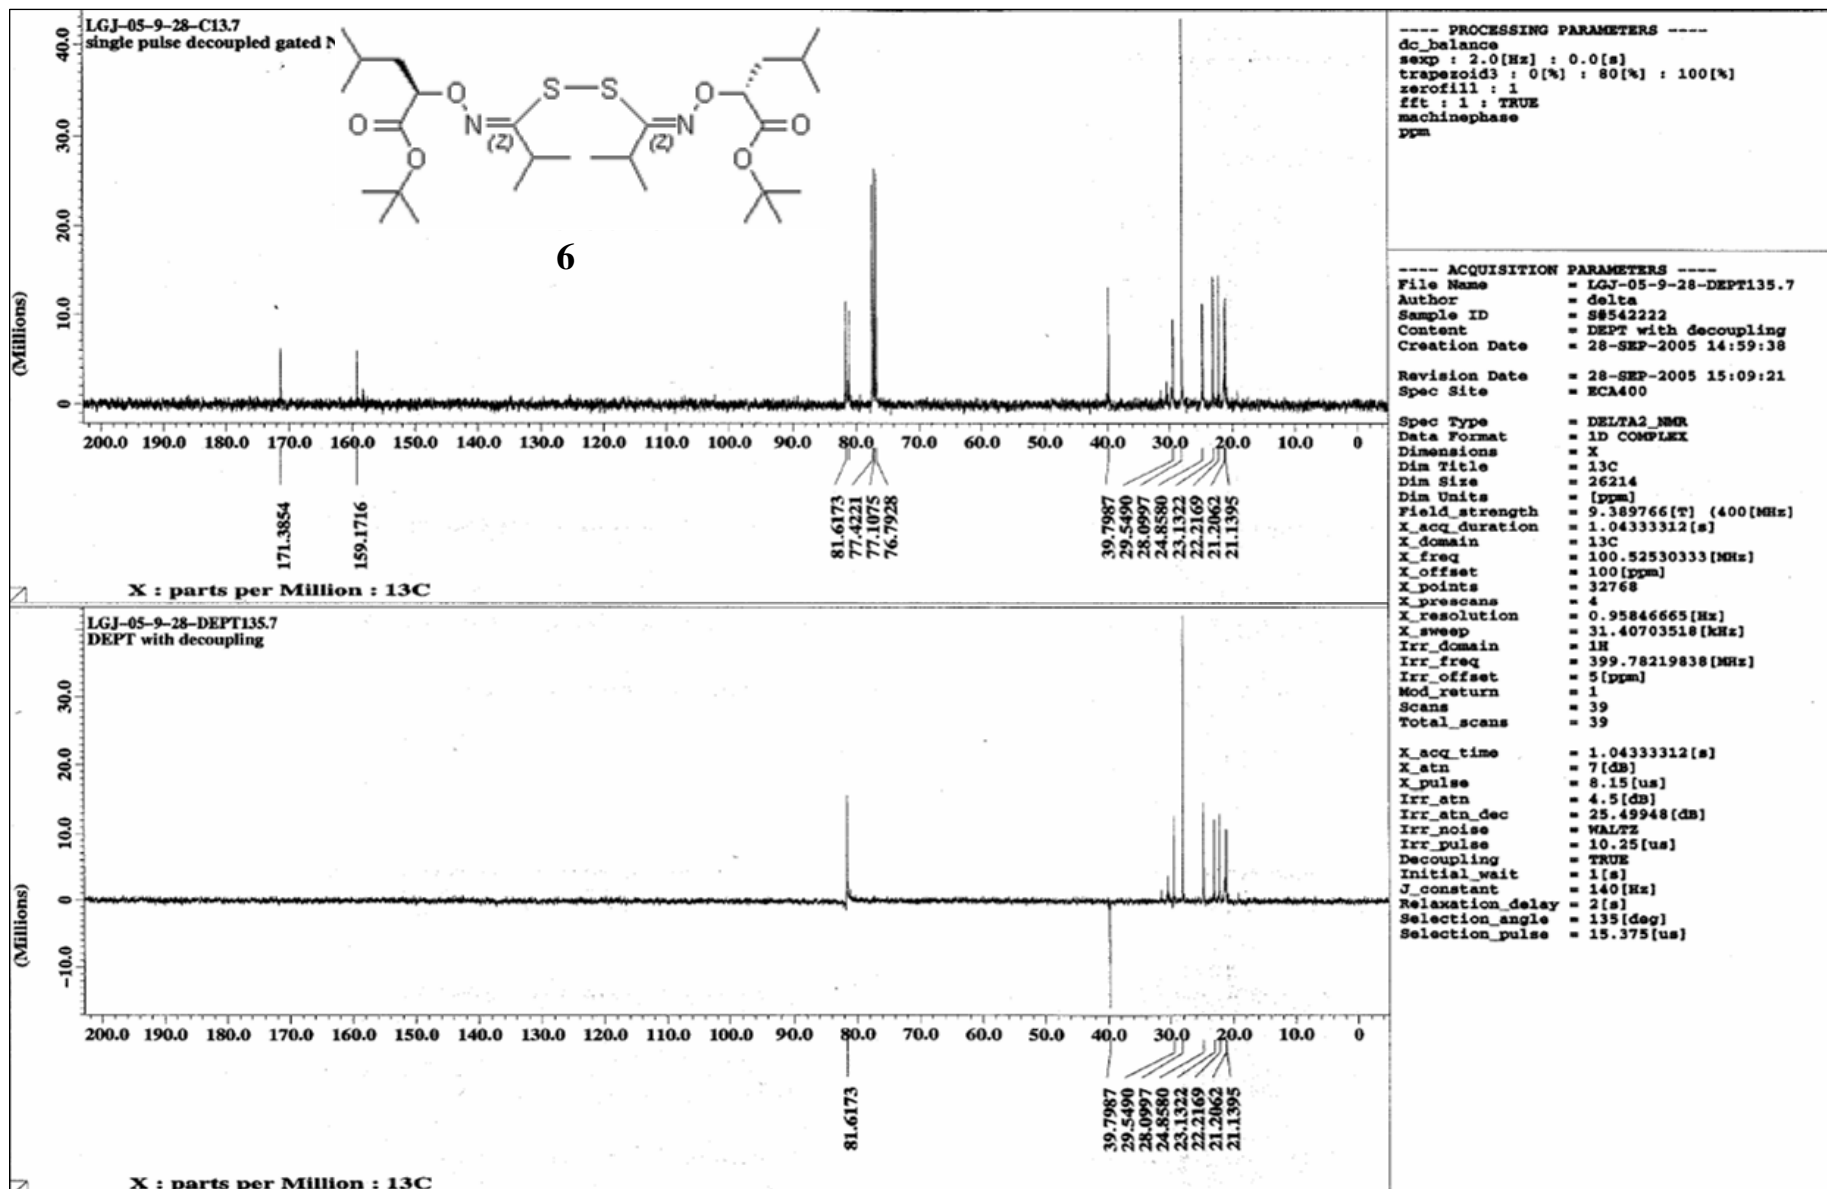 LGJ-05-9-28-C13.7
single pulse decoupled gated N
S S
O O
N N
(Z) (Z)
O O
O O
6
(Millions)
40.0
30.0
20.0
10.0
0
200.0 190.0 180.0 170.0 160.0 150.0 140.0 130.0 120.0 110.0 100.0 90.0 80.0 70.0 60.0 50.0 40.0 30.0 20.0 10.0 0
171.3854
159.1716
81.6173
77.4221
77.1075
76.7928
39.7987
29.5490
28.0997
24.8580
23.1322
22.2169
21.2062
21.1395
X : parts per Million : 13C
LGJ-05-9-28-DEPT135.7
DEPT with decoupling
(Millions)
30.0
20.0
10.0
0
-10.0
200.0 190.0 180.0 170.0 160.0 150.0 140.0 130.0 120.0 110.0 100.0 90.0 80.0 70.0 60.0 50.0 40.0 30.0 20.0 10.0 0
81.6173
39.7987
29.5490
28.0997
24.8580
23.1322
22.2169
21.2062
21.1395
X : parts per Million : 13C
---- PROCESSING PARAMETERS ----
dc_balance
sexp : 2.0[Hz] : 0.0[s]
trapezoid3 : 0[%] : 80[%] : 100[%]
zerofill : 1
fft : 1 : TRUE
machinephase
ppm
---- ACQUISITION PARAMETERS ----
File Name = LGJ-05-9-28-DEPT135.7
Author = delta
Sample ID = S#542222
Content = DEPT with decoupling
Creation Date = 28-SEP-2005 14:59:38
Revision Date = 28-SEP-2005 15:09:21
Spec Site = ECA400
Spec Type = DELTA2_NMR
Data Format = 1D COMPLEX
Dimensions = X
Dim Title = 13C
Dim Size = 26214
Dim Units = [ppm]
Field_strength = 9.389766[T] (400[MHz]
X_acq_duration = 1.04333312[s]
X_domain = 13C
X_freq = 100.52530333[MHz]
X_offset = 100[ppm]
X_points = 32768
X_prescans = 4
X_resolution = 0.95846665[Hz]
X_sweep = 31.40703518[kHz]
Irr_domain = 1H
Irr_freq = 399.78219838[MHz]
Irr_offset = 5[ppm]
Mod_return = 1
Scans = 39
Total_scans = 39
X_acq_time = 1.04333312[s]
X_atn = 7[dB]
X_pulse = 8.15[us]
Irr_atn = 4.5[dB]
Irr_atn_dec = 25.49948[dB]
Irr_noise = WALTZ
Irr_pulse = 10.25[us]
Decoupling = TRUE
Initial_wait = 1[s]
J_constant = 140[Hz]
Relaxation_delay = 2[s]
Selection_angle = 135[deg]
Selection_pulse = 15.375[us]